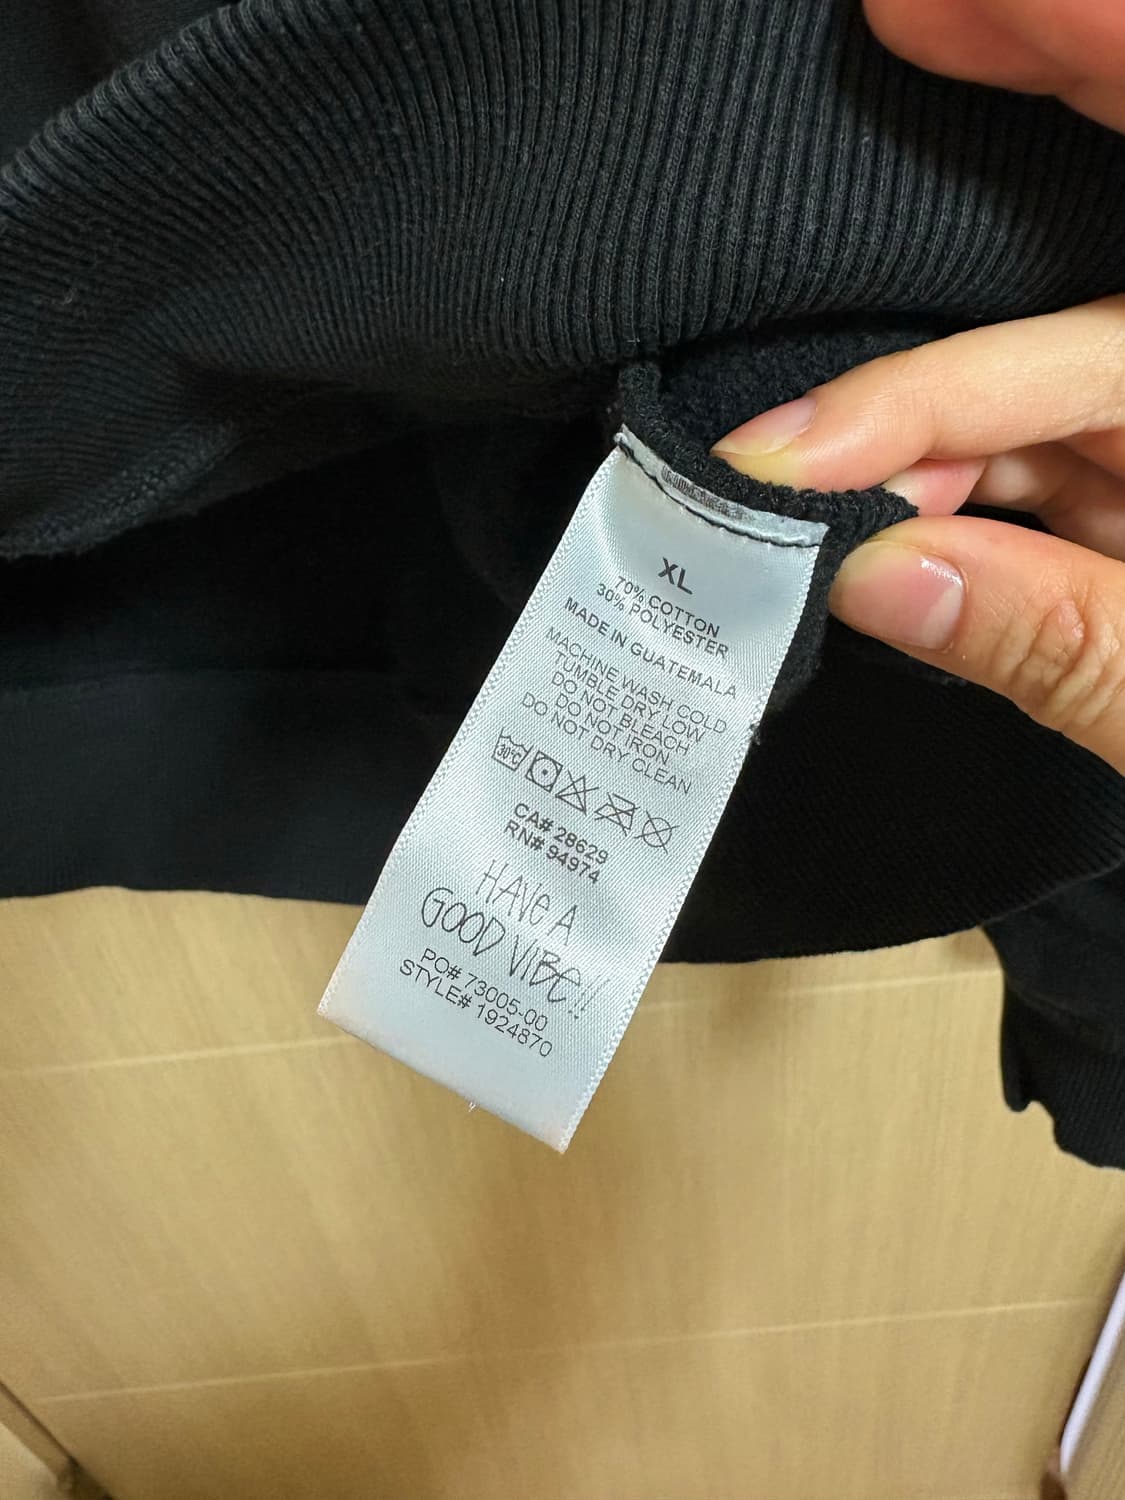 XL
70% COTTON
30% POLYESTER
MADE IN GUATEMALA
MACHINE WASH COLD
TUMBLE DRY LOW
DO NOT BLEACH
DO NOT IRON
DO NOT DRY CLEAN
30°C
CA# 28629
RN# 94974
HAVE A
GOOD VIBE!!
PO# 73005-00
STYLE# 1924870